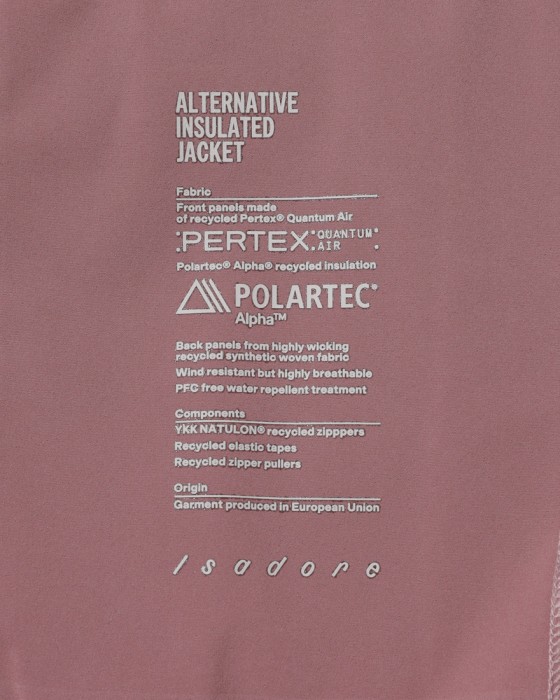 ALTERNATIVE
INSULATED
JACKET
Fabric
Front panels made
of recycled Pertex® Quantum Air
:PERTEX:QUANTUM®
AIR
Polartec® Alpha® recycled insulation
POLARTEC®
Alpha™
Back panels from highly wicking
recycled synthetic woven fabric
Wind resistant but highly breathable
PFC free water repellent treatment
Components
YKK NATULON® recycled zipppers
Recycled elastic tapes
Recycled zipper pullers
Origin
Garment produced in European Union
Isadore